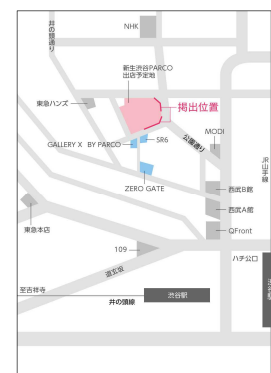 NHK
井の頭通り
新生渋谷PARCO
出店予定地
東急ハンズ
掲出位置
公園通り
MODI
GALLERY X BY PARCO
SR6
JR山手線
ZERO GATE
西武B館
西武A館
東急本店
QFront
109
ハチ公口
道玄坂
至吉祥寺
井の頭線
渋谷駅
渋谷駅